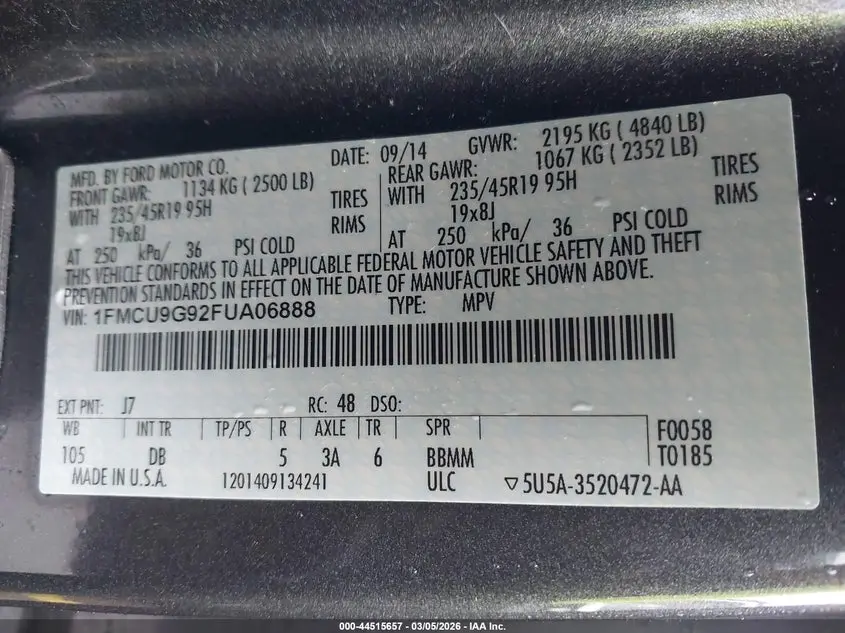 MFD. BY FORD MOTOR CO.
DATE: 09/14
GVWR: 2195 KG ( 4840 LB)
FRONT GAWR: 1134 KG ( 2500 LB)
WITH 235/45R19 95H TIRES
19x8J RIMS
AT 250 kPa/ 36 PSI COLD
REAR GAWR: 1067 KG ( 2352 LB)
WITH 235/45R19 95H TIRES
19x8J RIMS
AT 250 kPa/ 36 PSI COLD
THIS VEHICLE CONFORMS TO ALL APPLICABLE FEDERAL MOTOR VEHICLE SAFETY AND THEFT
PREVENTION STANDARDS IN EFFECT ON THE DATE OF MANUFACTURE SHOWN ABOVE.
VIN: 1FMCU9G92FUA06888 TYPE: MPV
EXT PNT: J7 RC: 48 DSO:
WB INT TR TP/PS R AXLE TR SPR
105 DB 5 3A 6 BBMM
F0058
T0185
MADE IN U.S.A. 1201409134241 ULC ▽5U5A-3520472-AA
000-44515657 - 03/05/2026 - IAA Inc.